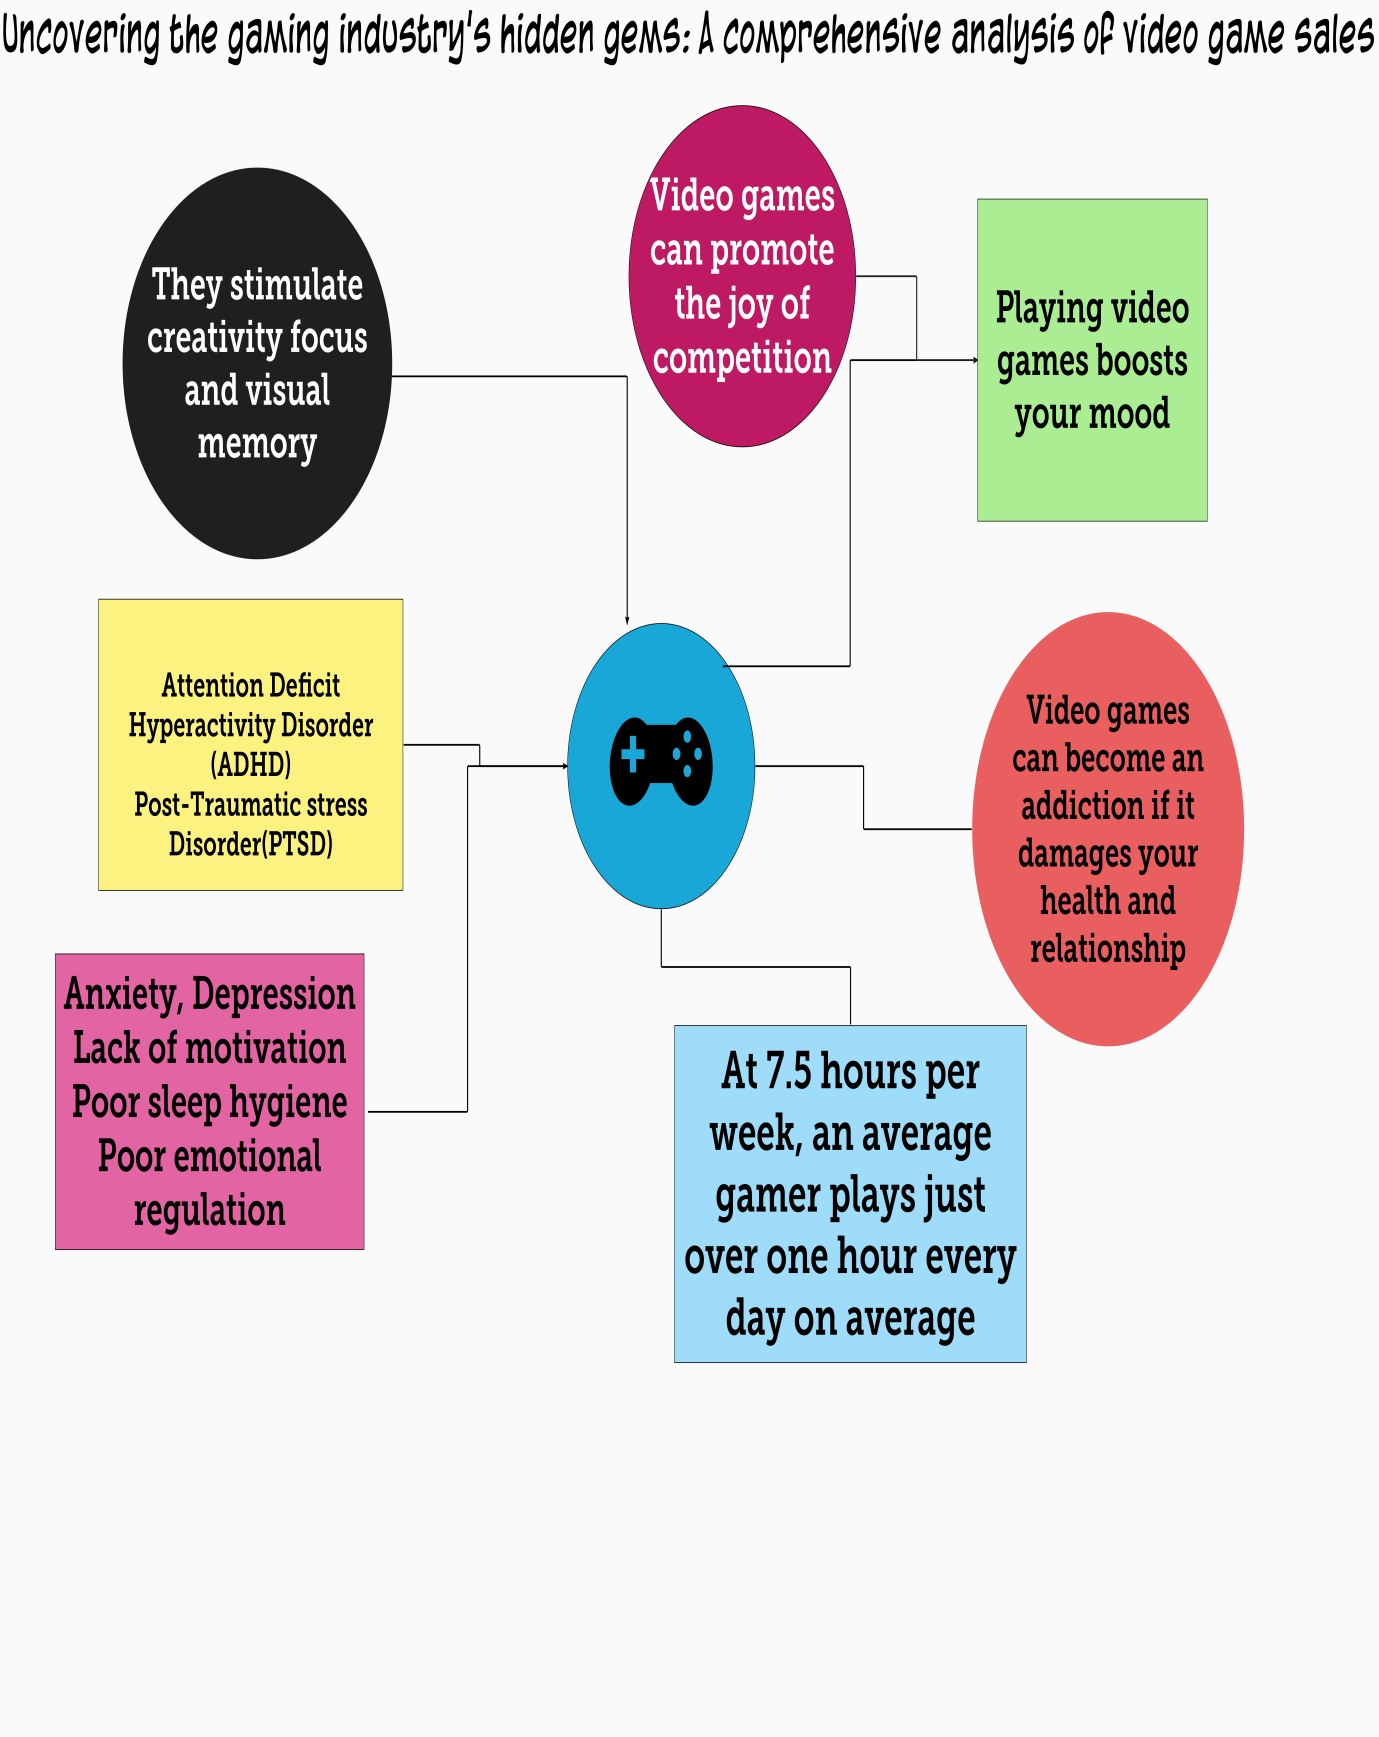 Uncovering the gaming industry's hidden gems: A comprehensive analysis of video game sales
They stimulate
creativity focus
and visual
memory
Video games
can promote
the joy of
competition
Playing video
games boosts
your mood
Attention Deficit
Hyperactivity Disorder
(ADHD)
Post-Traumatic stress
Disorder(PTSD)
Video games
can become an
addiction if it
damages your
health and
relationship
Anxiety, Depression
Lack of motivation
Poor sleep hygiene
Poor emotional
regulation
At 7.5 hours per
week, an average
gamer plays just
over one hour every
day on average